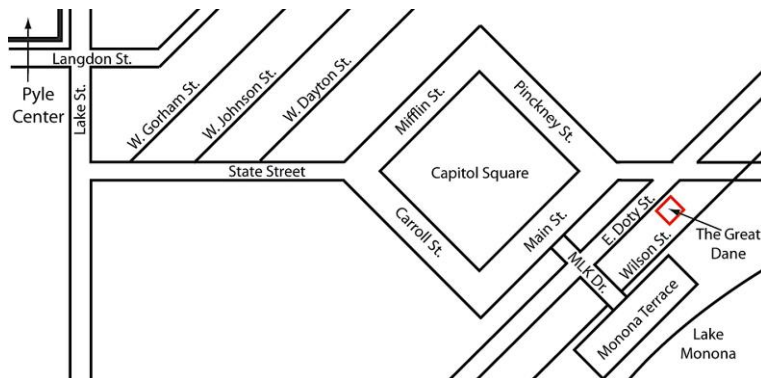 Langdon St.
Pyle
Center
Lake St.
W. Gorham St.
W. Johnson St.
W. Dayton St.
State Street
Mifflin St.
Pinckney St.
Capitol Square
Carroll St.
Main St.
E. Doty St.
MLK Dr.
Wilson St.
The Great
Dane
Monona Terrace
Lake
Monona